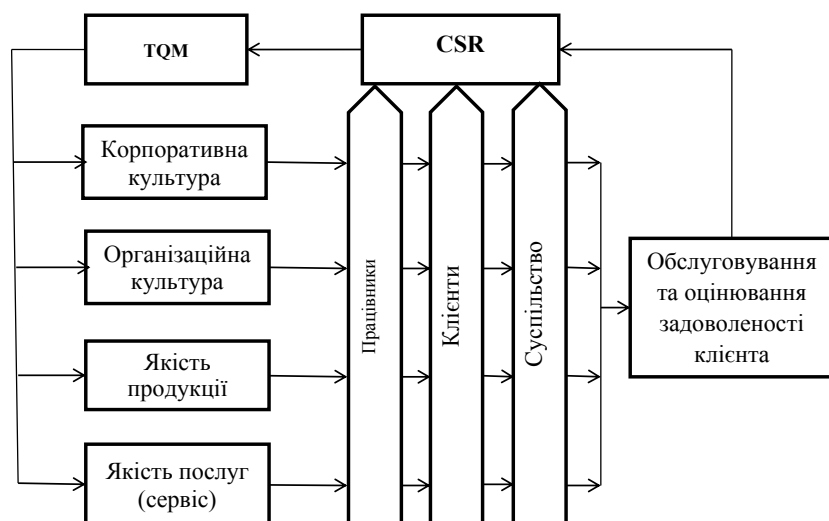 TQM
CSR
Корпоративна
культура
Організаційна
культура
Якість
продукції
Якість послуг
(сервіс)
Працівники
Клієнти
Суспільство
Обслуговування
та оцінювання
задоволеності
клієнта